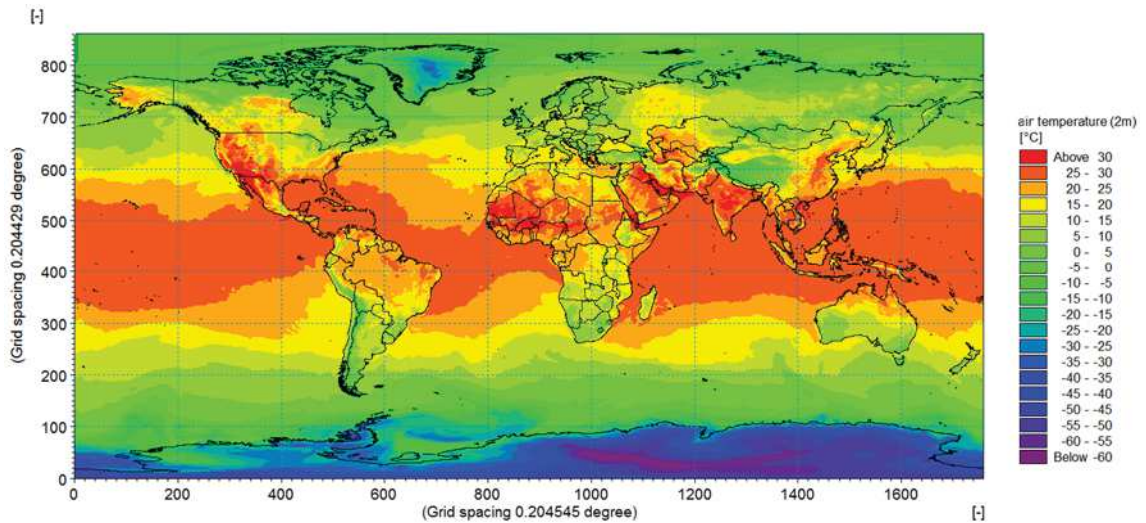 [-]
800
700
600
500
400
300
200
100
0
(Grid spacing 0.204429 degree)
0
200
400
600
800
1000
1200
1400
1600
(Grid spacing 0.204545 degree)
[-]
air temperature (2m)
[°C]
Above 30
25 - 30
20 - 25
15 - 20
10 - 15
5 - 10
0 - 5
-5 - 0
-10 - -5
-15 - -10
-20 - -15
-25 - -20
-30 - -25
-35 - -30
-40 - -35
-45 - -40
-50 - -45
-55 - -50
-60 - -55
Below -60